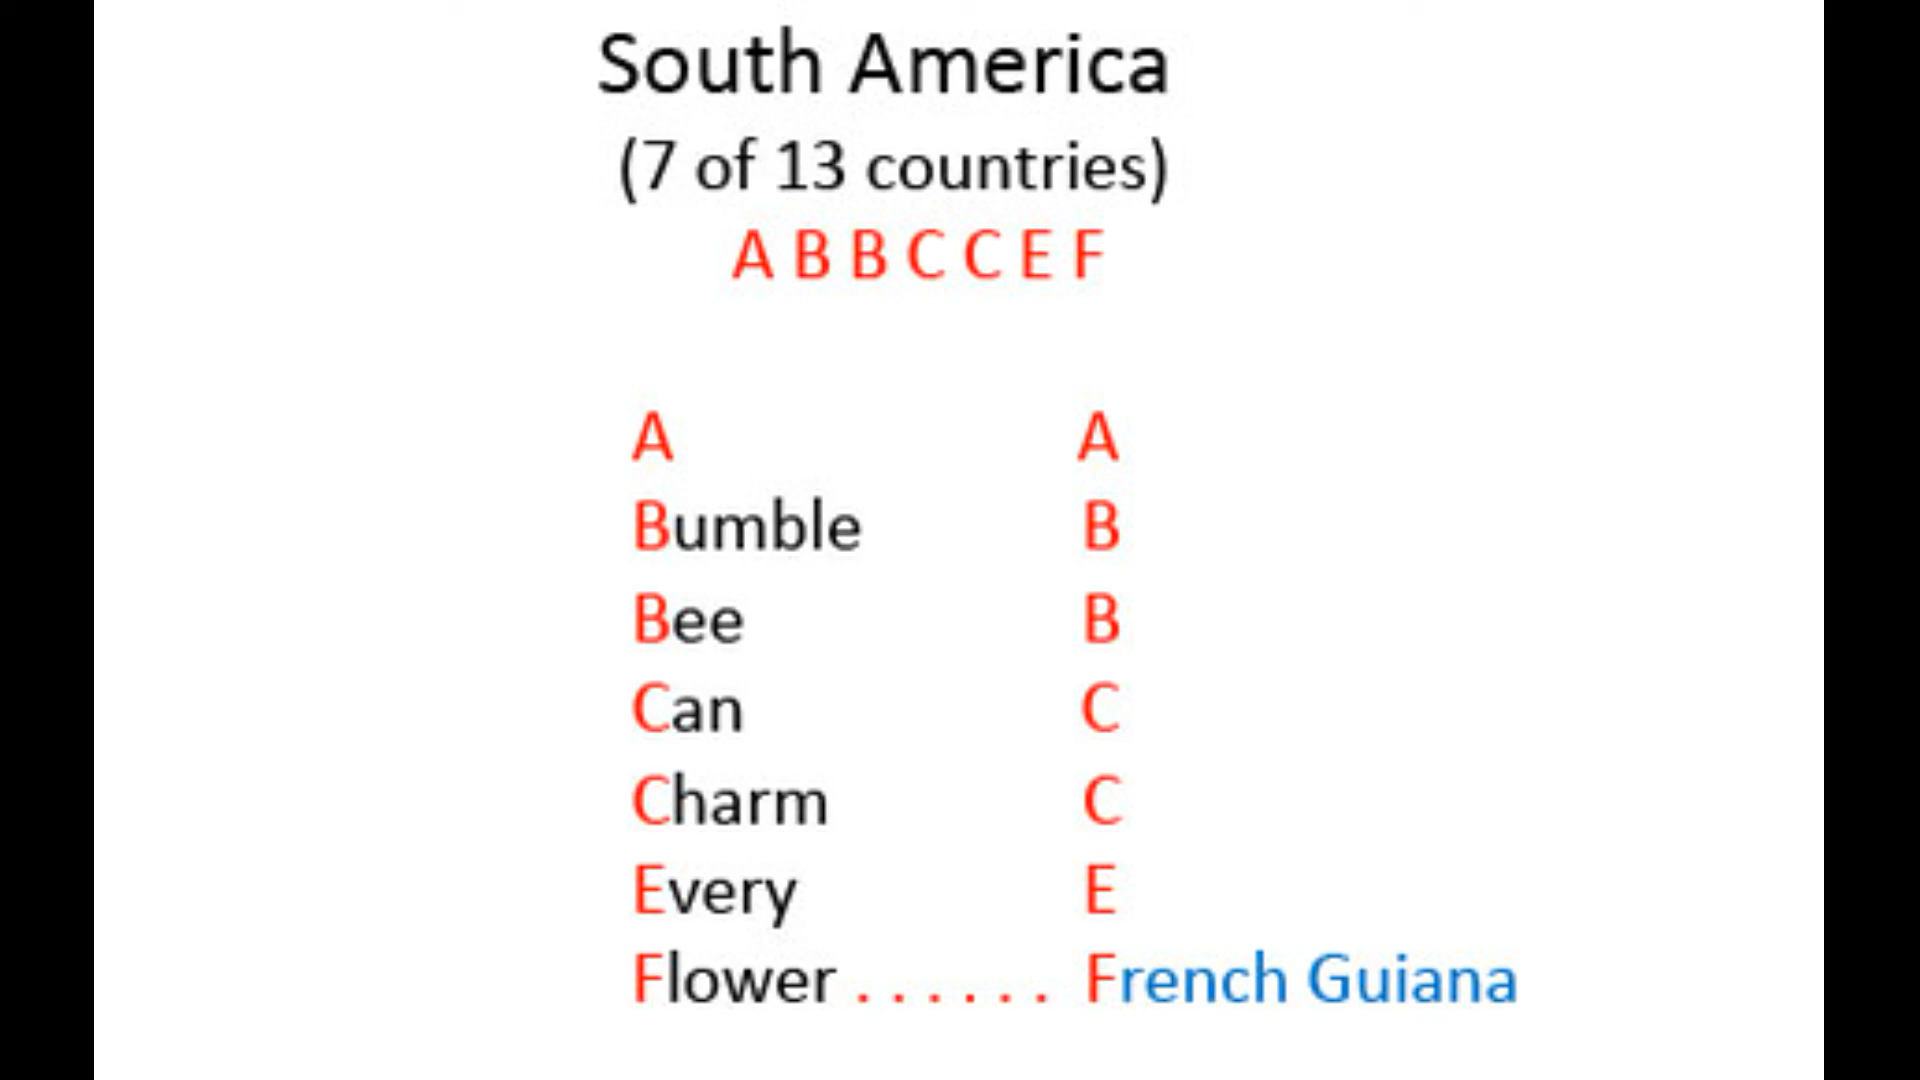 South America
(7 of 13 countries)
A B B C C E F
A A
Bumble B
Bee B
Can C
Charm C
Every E
Flower . . . . . . French Guiana